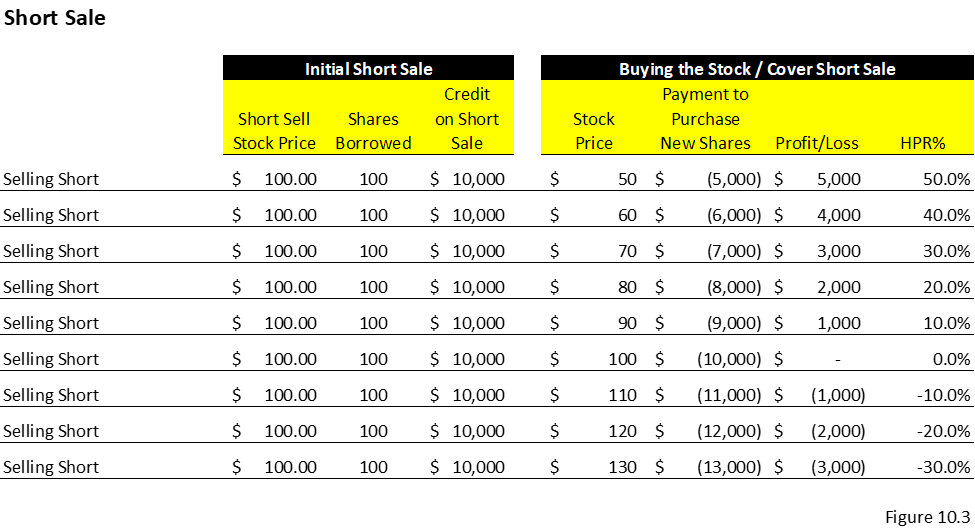 Short Sale
Initial Short Sale Buying the Stock / Cover Short Sale
Credit Payment to
Short Sell Shares on Short Stock Purchase
Stock Price Borrowed Sale Price New Shares Profit/Loss HPR%
Selling Short $ 100.00 100 $ 10,000 $ 50 $ (5,000) $ 5,000 50.0%
Selling Short $ 100.00 100 $ 10,000 $ 60 $ (6,000) $ 4,000 40.0%
Selling Short $ 100.00 100 $ 10,000 $ 70 $ (7,000) $ 3,000 30.0%
Selling Short $ 100.00 100 $ 10,000 $ 80 $ (8,000) $ 2,000 20.0%
Selling Short $ 100.00 100 $ 10,000 $ 90 $ (9,000) $ 1,000 10.0%
Selling Short $ 100.00 100 $ 10,000 $ 100 $ (10,000) $ - 0.0%
Selling Short $ 100.00 100 $ 10,000 $ 110 $ (11,000) $ (1,000) -10.0%
Selling Short $ 100.00 100 $ 10,000 $ 120 $ (12,000) $ (2,000) -20.0%
Selling Short $ 100.00 100 $ 10,000 $ 130 $ (13,000) $ (3,000) -30.0%
Figure 10.3